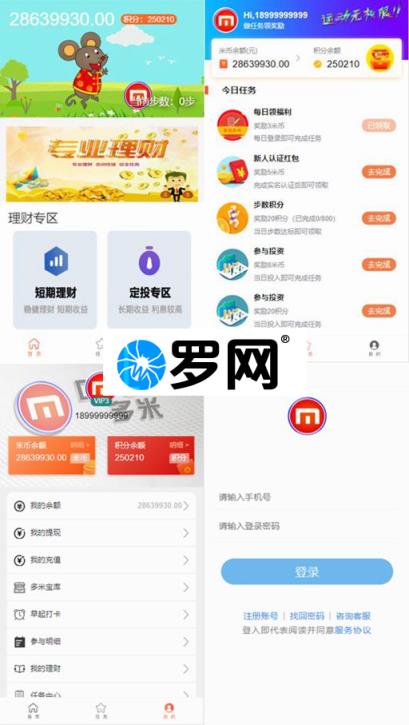 28639930.00 积分：250210
步数：0步
专业理财
理财专区
短期理财
稳健理财 短期收益
定投专区
长期收益 利息较高
首页
Hi,18999999999
做任务领奖励
运动无极限!!
米币余额(元)
28639930.00
积分余额
250210
今日任务
每日领福利
奖励3米币
每日登录即可完成任务
已领取
新人认证红包
奖励5米币
完成实名认证后即可领取
去完成
步数积分
奖励20积分（已完成0/800）
当日步数达标即可领取
去完成
参与投资
奖励8米币
当日投入即可完成任务
去完成
参与投资
奖励20积分
当日投入即可完成任务
去完成
我的
罗网®
多米
VIP3
18999999999
米币余额
明细
28639930.00
积分余额
明细
250210
我的余额
28639930.00
我的提现
我的充值
多米宝库
早起打卡
参与明细
我的理财
任务中心
首页
任务
我的
请输入手机号
请输入登录密码
登录
注册账号 | 找回密码 | 咨询客服
登入即代表阅读并同意服务协议